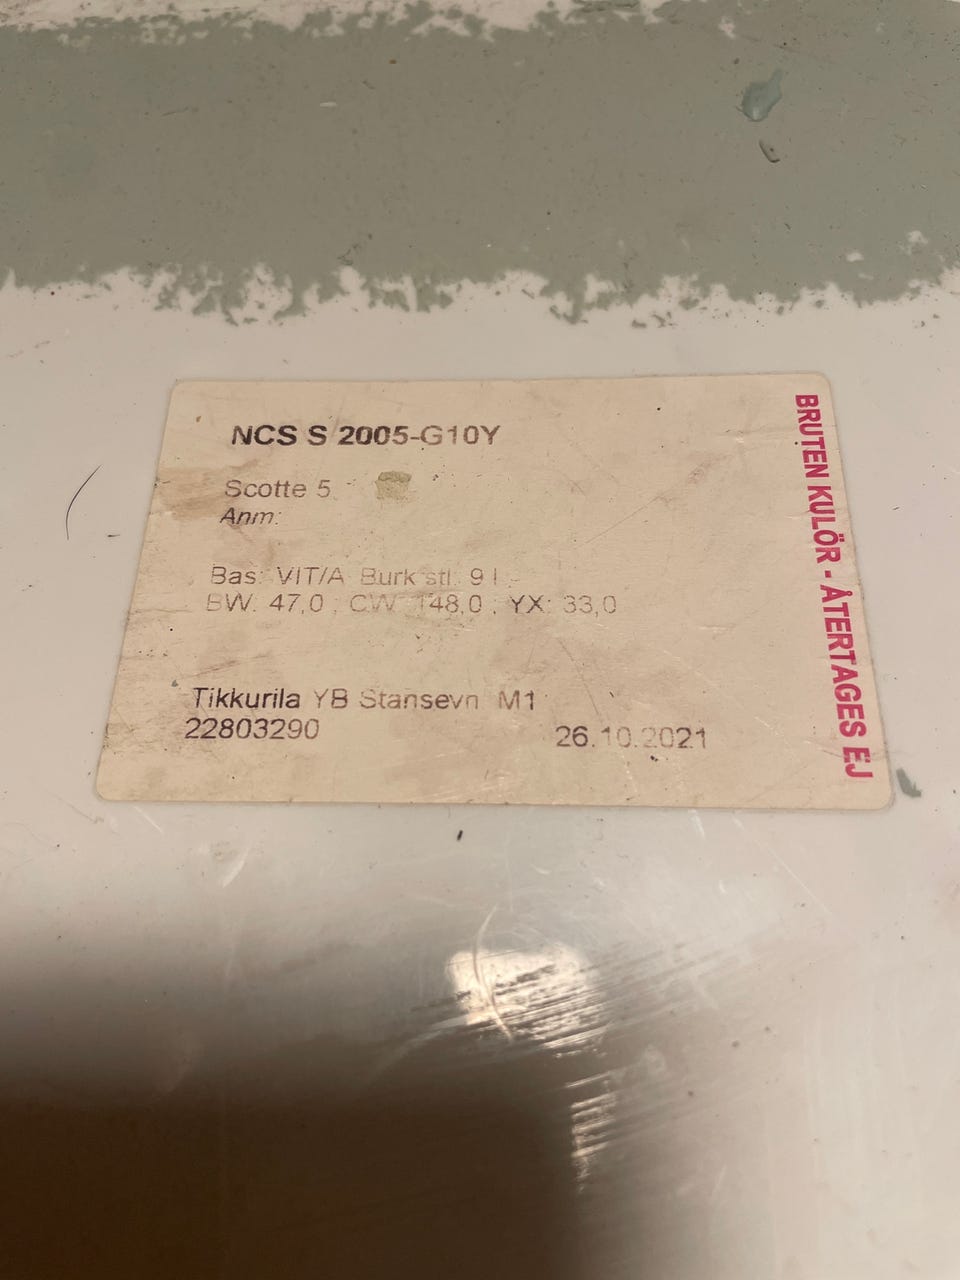 NCS S 2005-G10Y
Scotte 5
Anm:
Bas: VIT/A Burk stl: 9 l
BW: 47,0 ; CW: 148,0 ; YX: 33,0
Tikkurila YB Stansevn M1
22803290
26.10.2021
BRUTEN KULÖR - ÅTERTAGES EJ